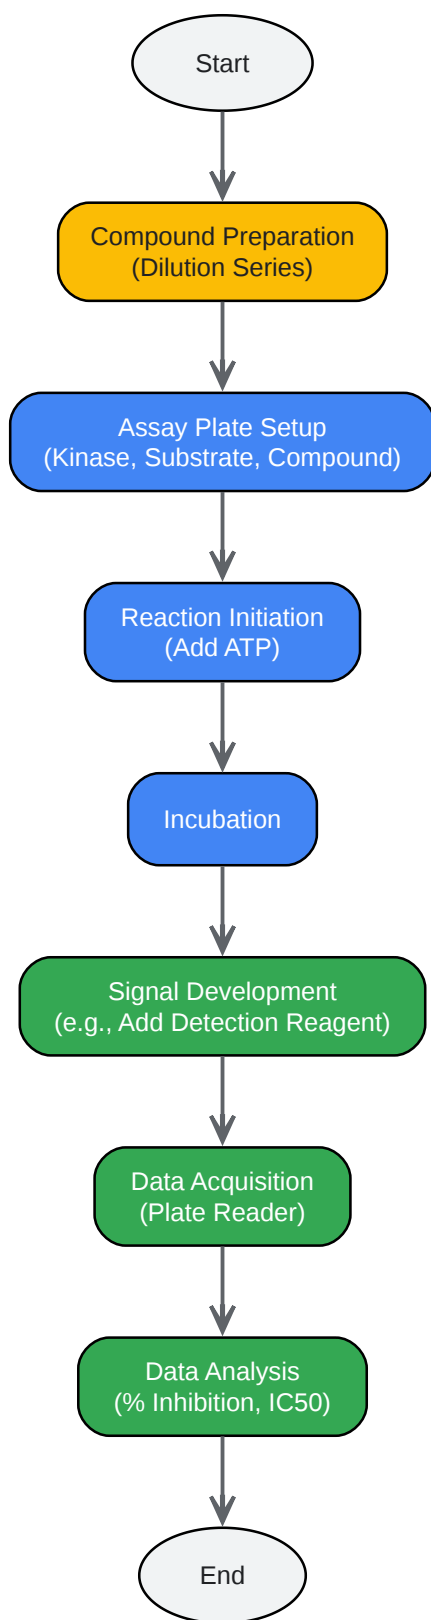 Start
Compound Preparation
(Dilution Series)
Assay Plate Setup
(Kinase, Substrate, Compound)
Reaction Initiation
(Add ATP)
Incubation
Signal Development
(e.g., Add Detection Reagent)
Data Acquisition
(Plate Reader)
Data Analysis
(% Inhibition, IC50)
End